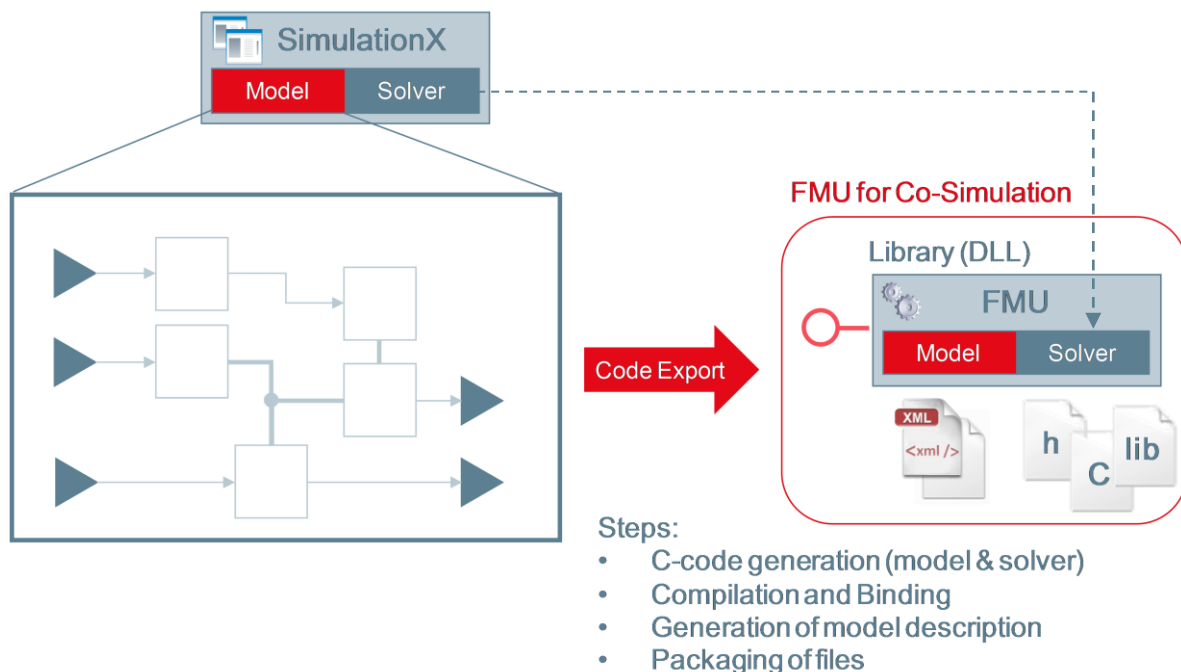 SimulationX
Model
Solver
FMU for Co-Simulation
Library (DLL)
FMU
Model
Solver
Code Export
XML
<xml />
h
C
lib
Steps:
• C-code generation (model & solver)
• Compilation and Binding
• Generation of model description
• Packaging of files